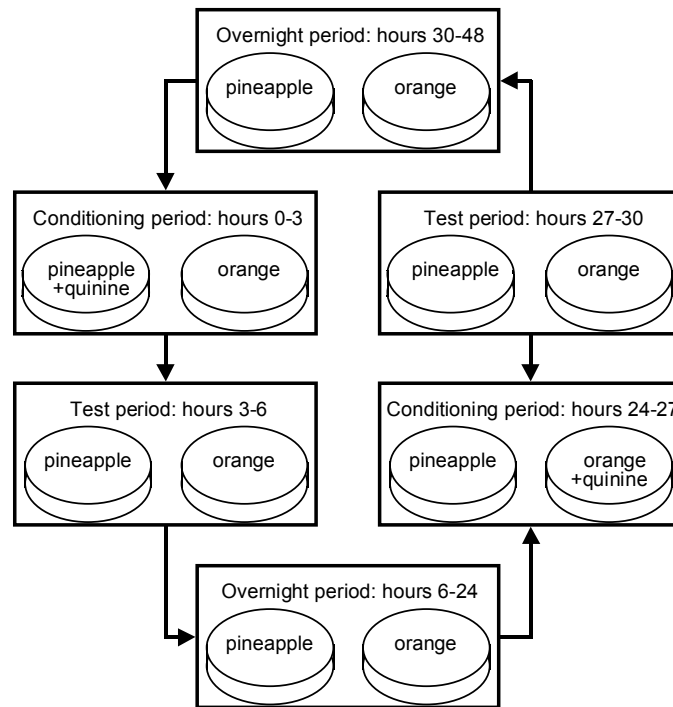 Overnight period: hours 30-48
pineapple
orange
Conditioning period: hours 0-3
pineapple
+quinine
orange
Test period: hours 27-30
pineapple
orange
Test period: hours 3-6
pineapple
orange
Conditioning period: hours 24-27
pineapple
orange
+quinine
Overnight period: hours 6-24
pineapple
orange